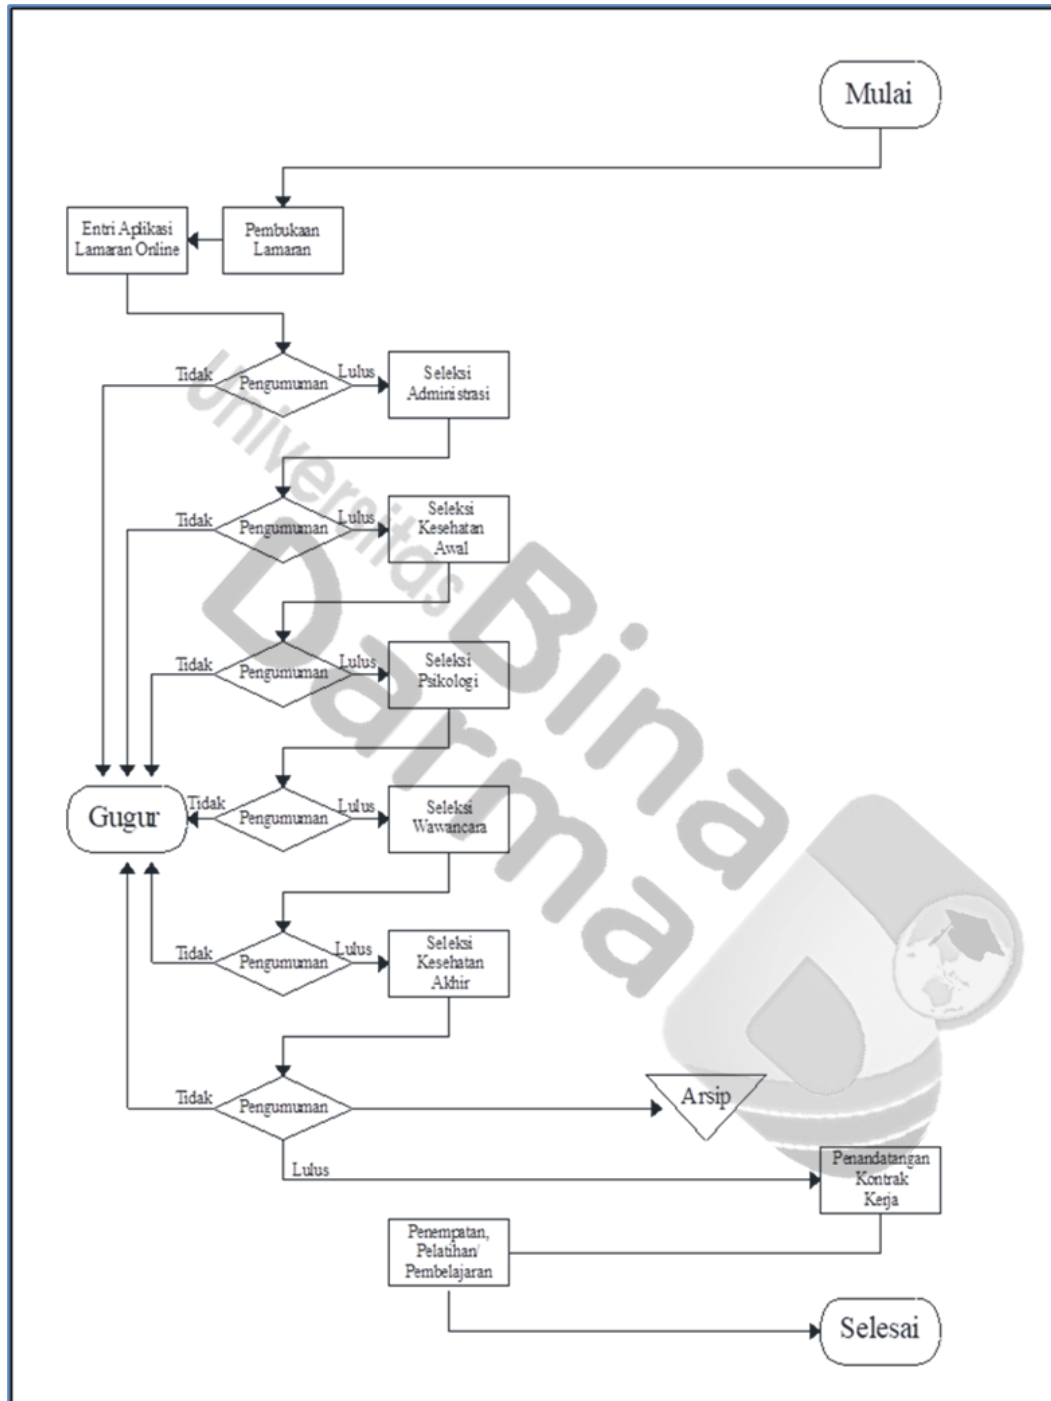 Mulai
Entri Aplikasi
Lamaran Online
Pembukaan
Lamaran
Tidak
Pengumuman
Lulus
Seleksi
Administrasi
Tidak
Pengumuman
Lulus
Seleksi
Kesehatan
Awal
Tidak
Pengumuman
Lulus
Seleksi
Psikologi
Gugur
Tidak
Pengumuman
Lulus
Seleksi
Wawancara
Tidak
Pengumuman
Lulus
Seleksi
Kesehatan
Akhir
Tidak
Pengumuman
Arsip
Lulus
Penandatangan
Kontrak
Kerja
Penempatan,
Pelatihan/
Pembelajaran
Selesai
universitas
Bina
Darma